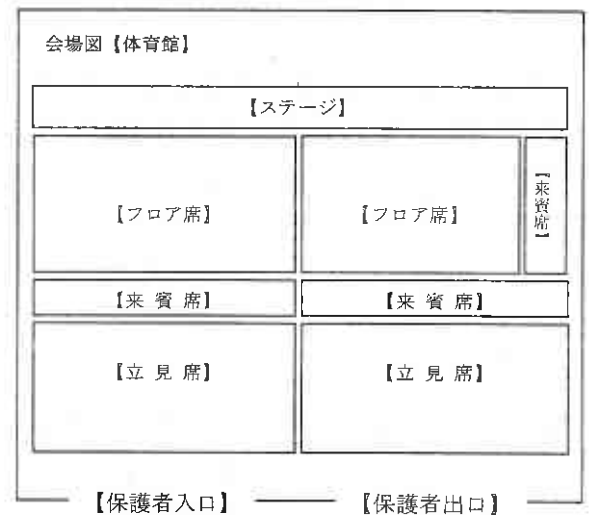 会場図【体育館】
【ステージ】
【フロア席】
【フロア席】
【来賓席】
【来 賓 席】
【来 賓 席】
【立 見 席】
【立 見 席】
【保護者入口】
【保護者出口】